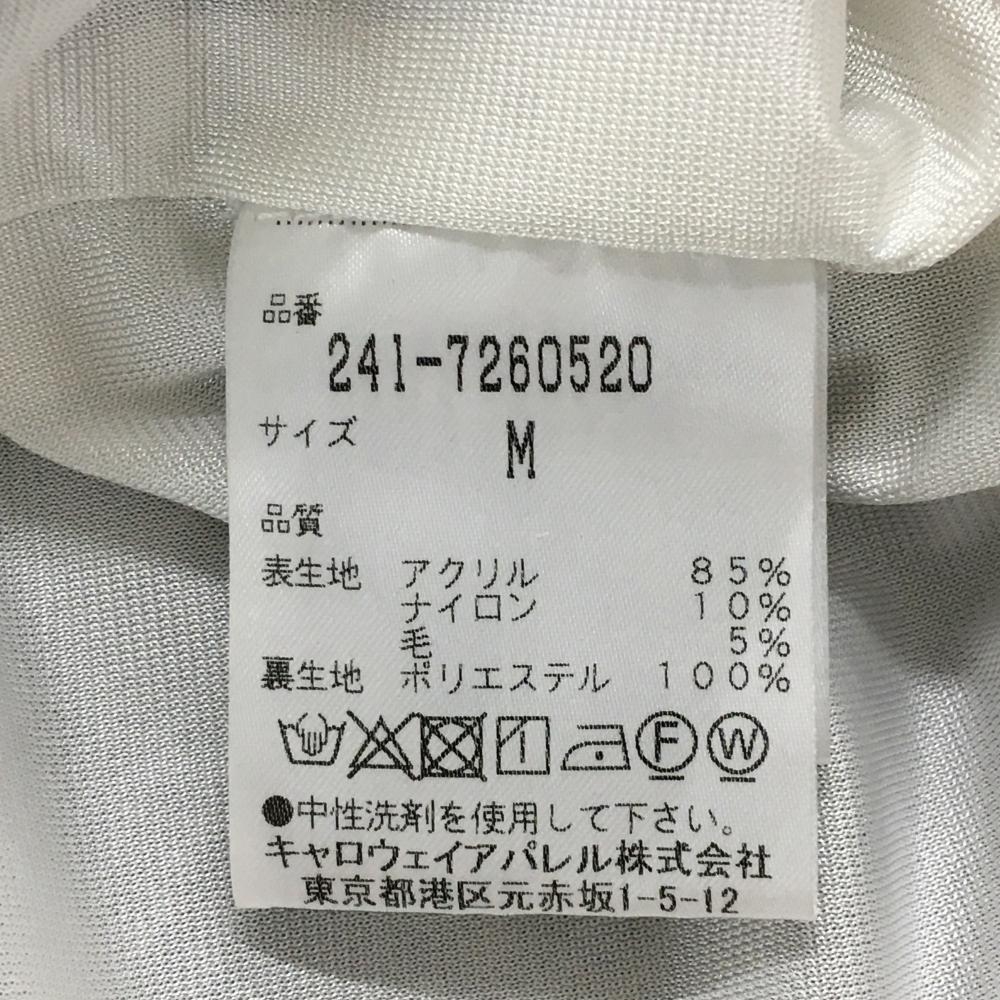 品番
241-7260520
サイズ
M
品質
表生地 アクリル 85%
ナイロン 10%
毛 5%
裏生地 ポリエステル 100%
F W
●中性洗剤を使用して下さい。
キャロウェイアパレル株式会社
東京都港区元赤坂1-5-12